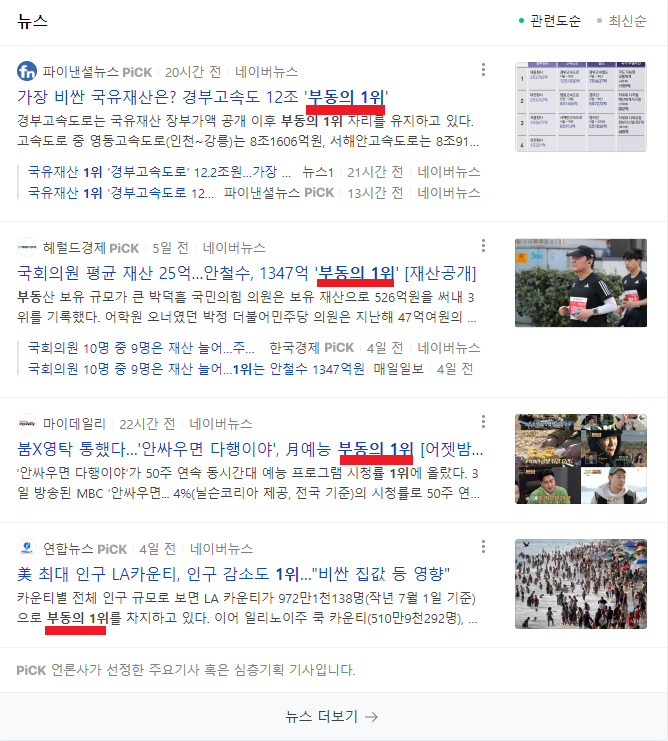 뉴스
관련도순
최신순
파이낸셜뉴스 PiCK 20시간 전 네이버뉴스
가장 비싼 국유재산은? 경부고속도 12조 '부동의 1위'
경부고속도로는 국유재산 장부가액 공개 이후 부동의 1위 자리를 유지하고 있다.
고속도로 중 영동고속도로(인천~강릉)는 8조1606억원, 서해안고속도로는 8조91...
국유재산 1위 '경부고속도로' 12.2조원...가장 ... 뉴스1 21시간 전 네이버뉴스
국유재산 1위 '경부고속도로' 12... 파이낸셜뉴스 PiCK 13시간 전 네이버뉴스
헤럴드경제 PiCK 5일 전 네이버뉴스
국회의원 평균 재산 25억...안철수, 1347억 '부동의 1위' [재산공개]
부동산 보유 규모가 큰 박덕흠 국민의힘 의원은 보유 재산으로 526억원을 써내 3
위를 기록했다. 어학원 오너였던 박정 더불어민주당 의원은 지난해 47억여원의 ...
국회의원 10명 중 9명은 재산 늘어...주... 한국경제 PiCK 4일 전 네이버뉴스
국회의원 10명 중 9명은 재산 늘어...1위는 안철수 1347억원 매일일보 4일 전
마이데일리 22시간 전 네이버뉴스
붐X영탁 통했다...'안싸우면 다행이야', 月예능 부동의 1위 [어젯밤...
'안싸우면 다행이야'가 50주 연속 동시간대 예능 프로그램 시청률 1위에 올랐다. 3
일 방송된 MBC '안싸우면... 4%(닐슨코리아 제공, 전국 기준)의 시청률로 50주 연...
연합뉴스 PiCK 4일 전 네이버뉴스
美 최대 인구 LA카운티, 인구 감소도 1위..."비싼 집값 등 영향"
카운티별 전체 인구 규모로 보면 LA 카운티가 972만1천138명(작년 7월 1일 기준)
으로 부동의 1위를 차지하고 있다. 이어 일리노이주 쿡 카운티(510만9천292명), ...
PiCK 언론사가 선정한 주요기사 혹은 심층기획 기사입니다.
뉴스 더보기 →